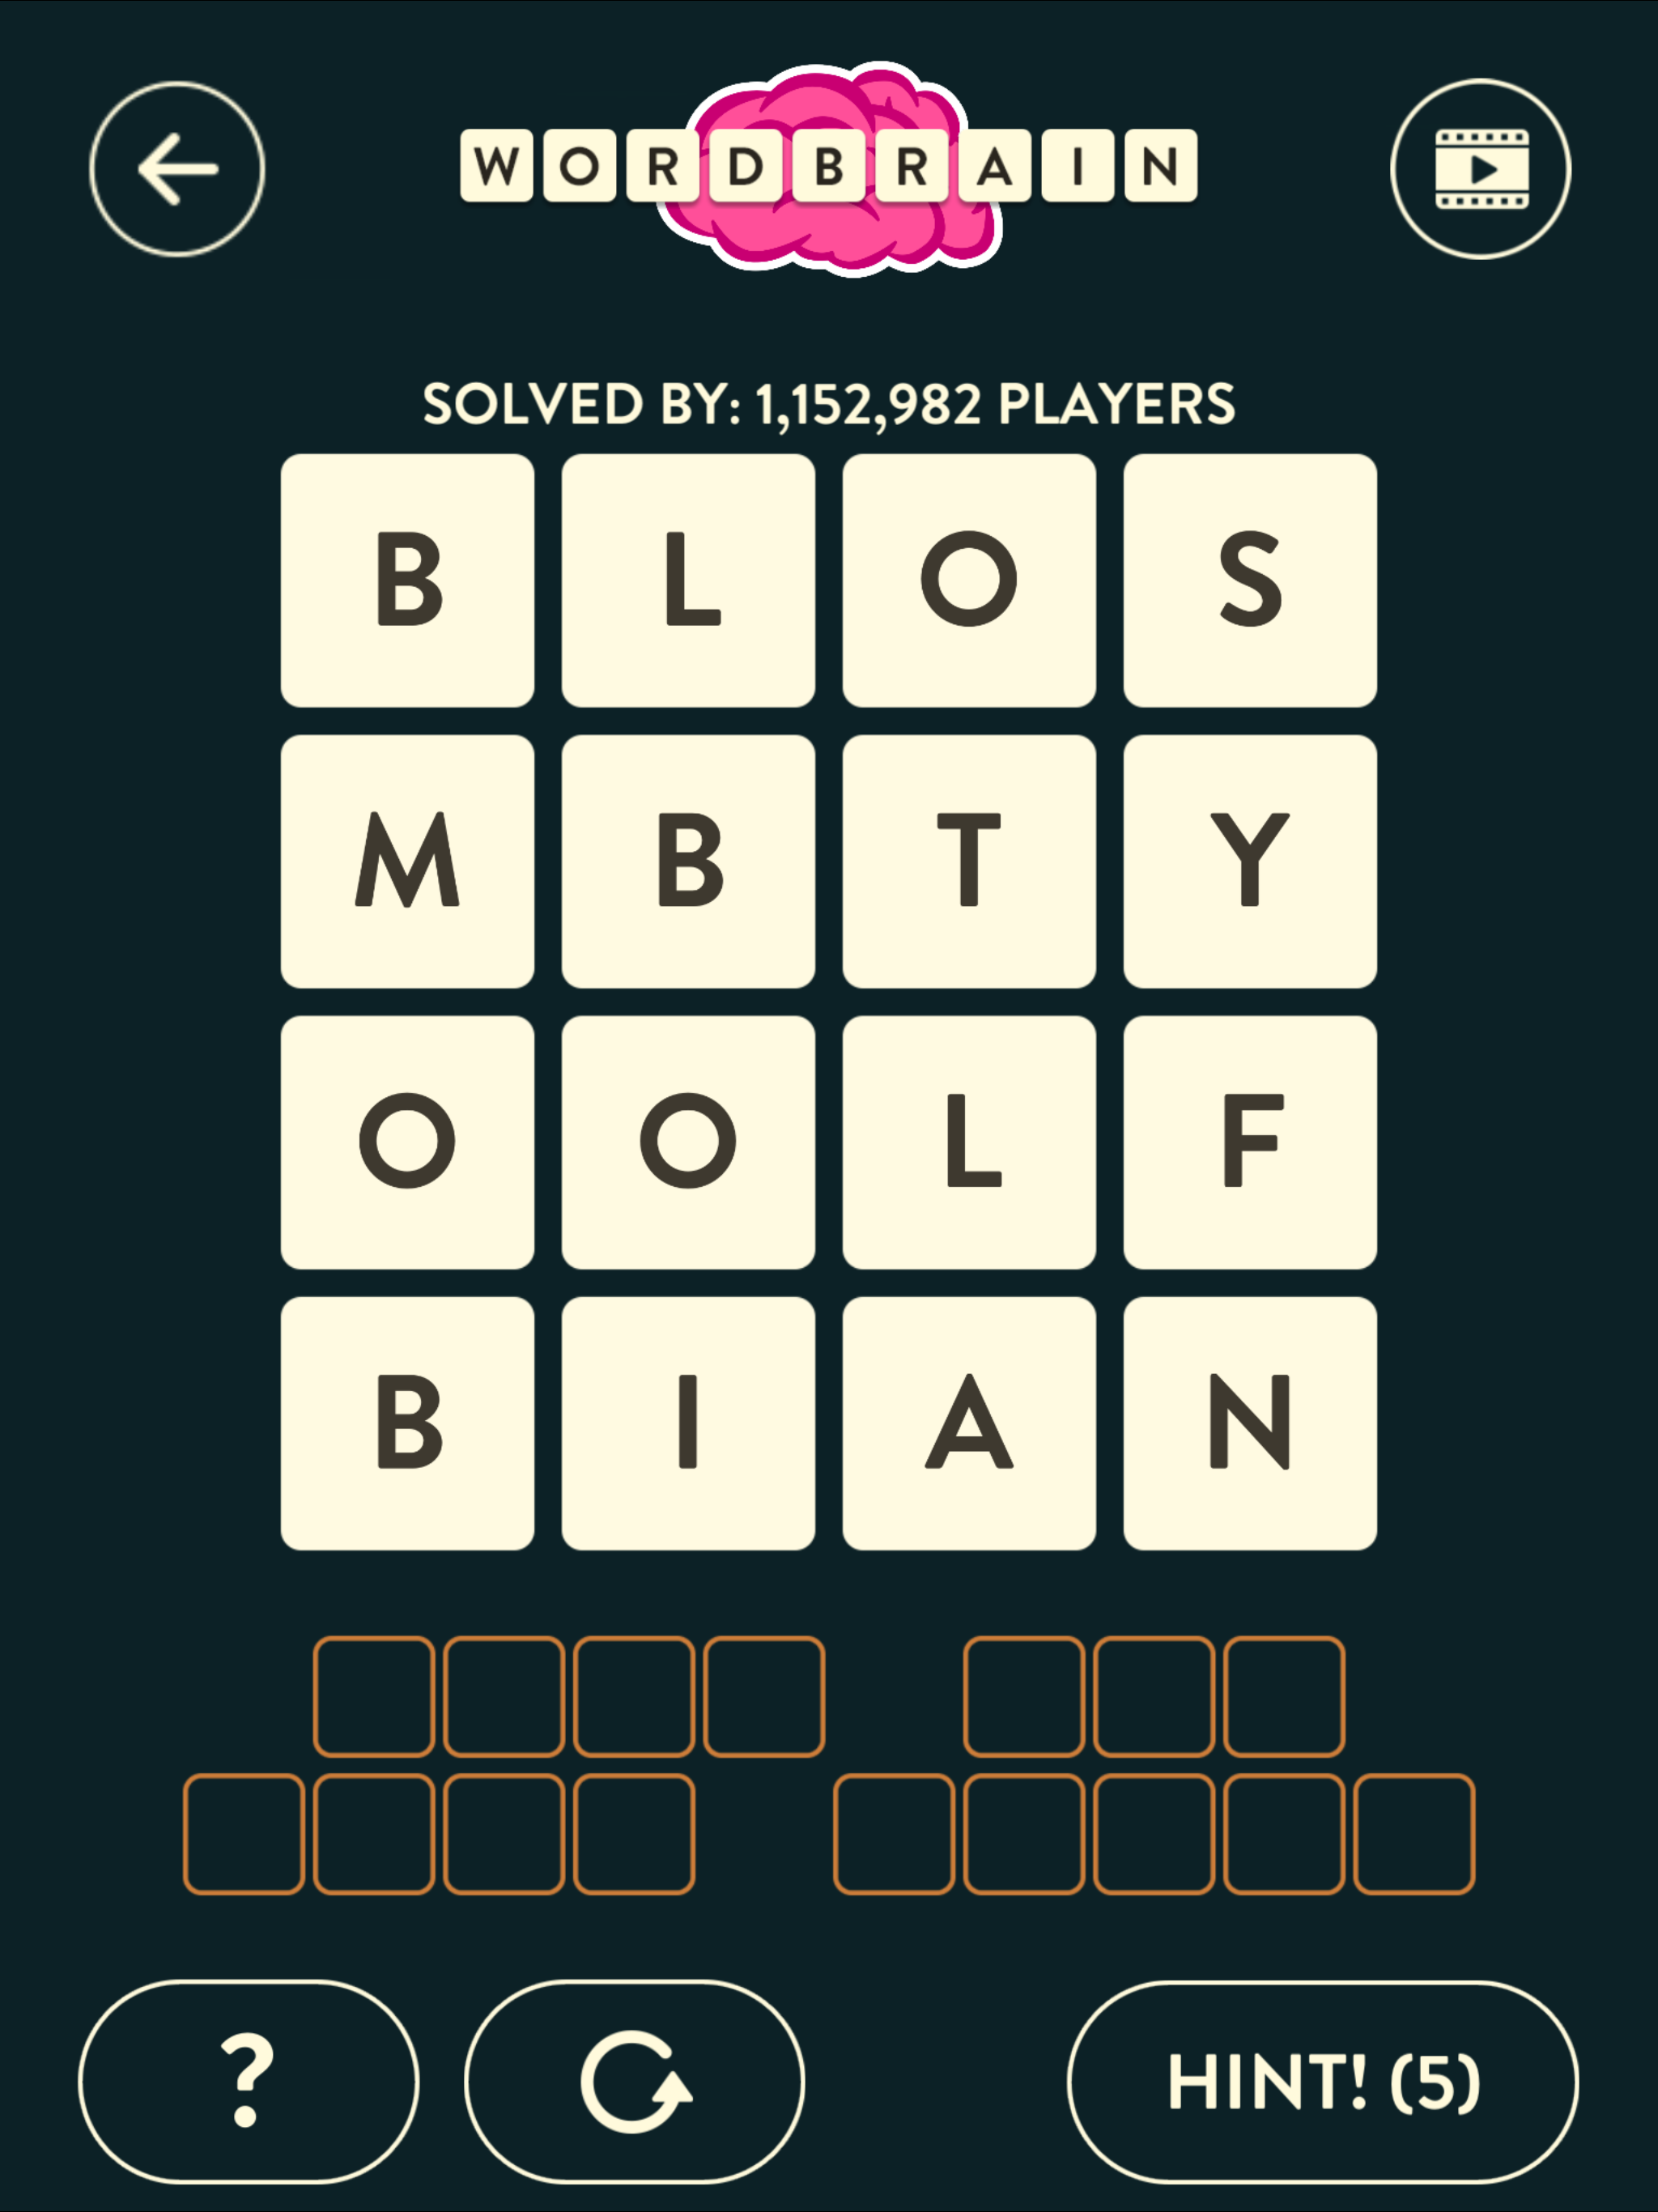 WORDBRAIN
SOLVED BY: 1,152,982 PLAYERS
B L O S
M B T Y
O O L F
B I A N
? HINT! (5)